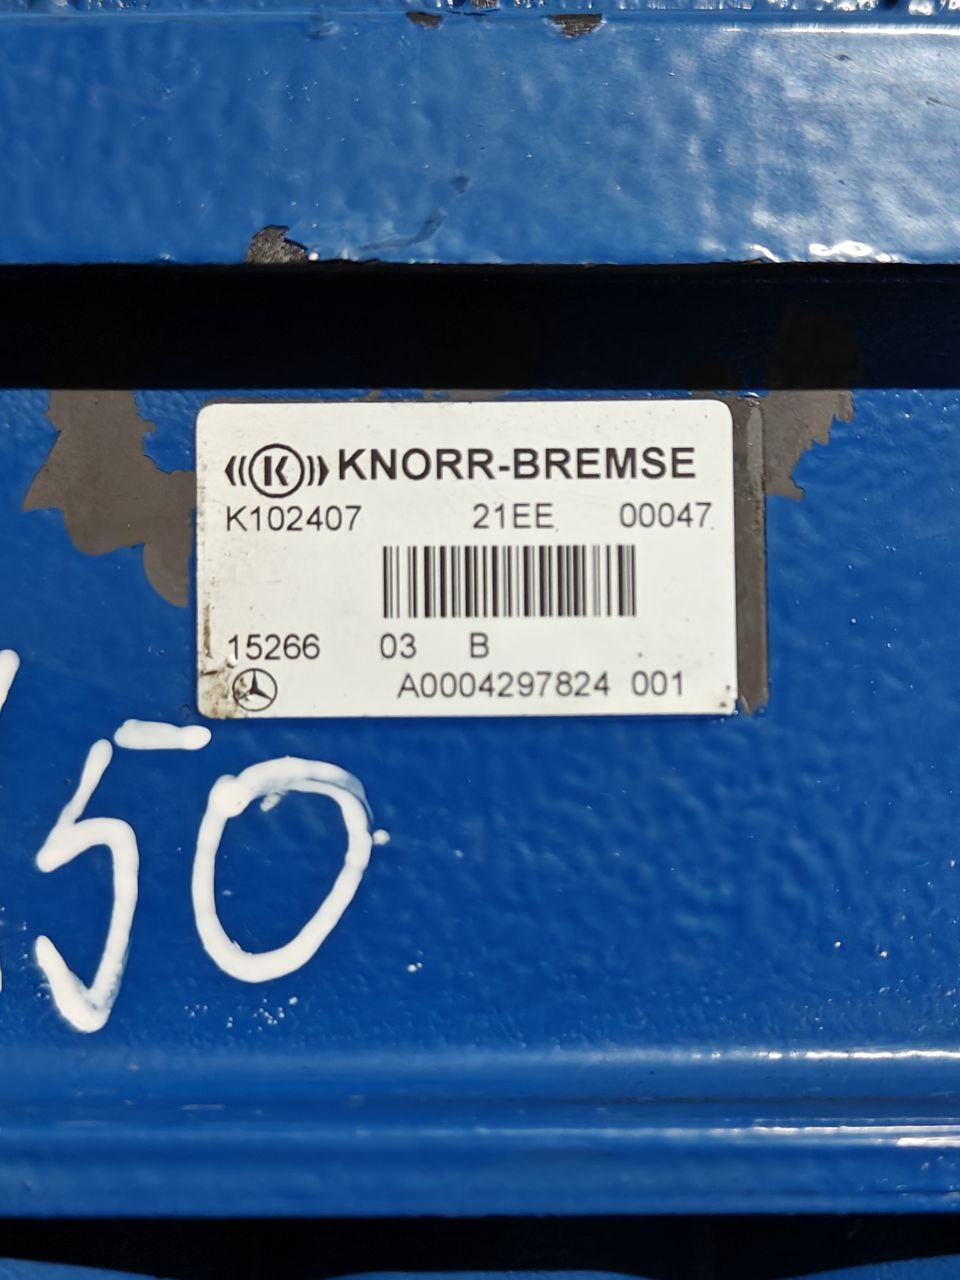 K KNORR-BREMSE
K102407 21EE 00047
15266 03 B
A0004297824 001
50